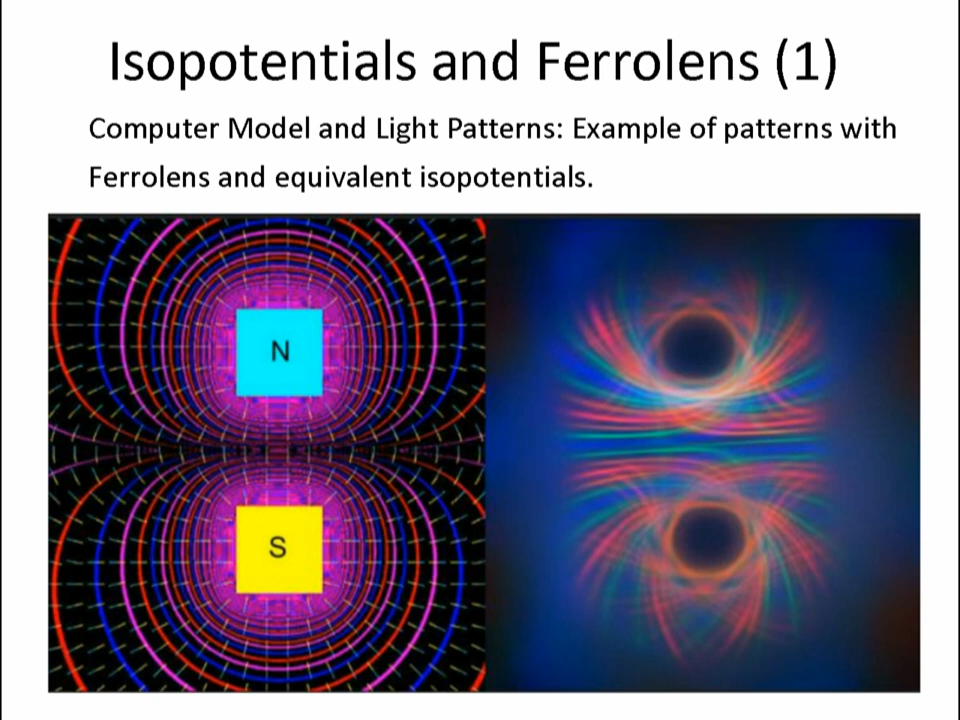 Isopotentials and Ferrolens (1)
Computer Model and Light Patterns: Example of patterns with
Ferrolens and equivalent isopotentials.
N
S